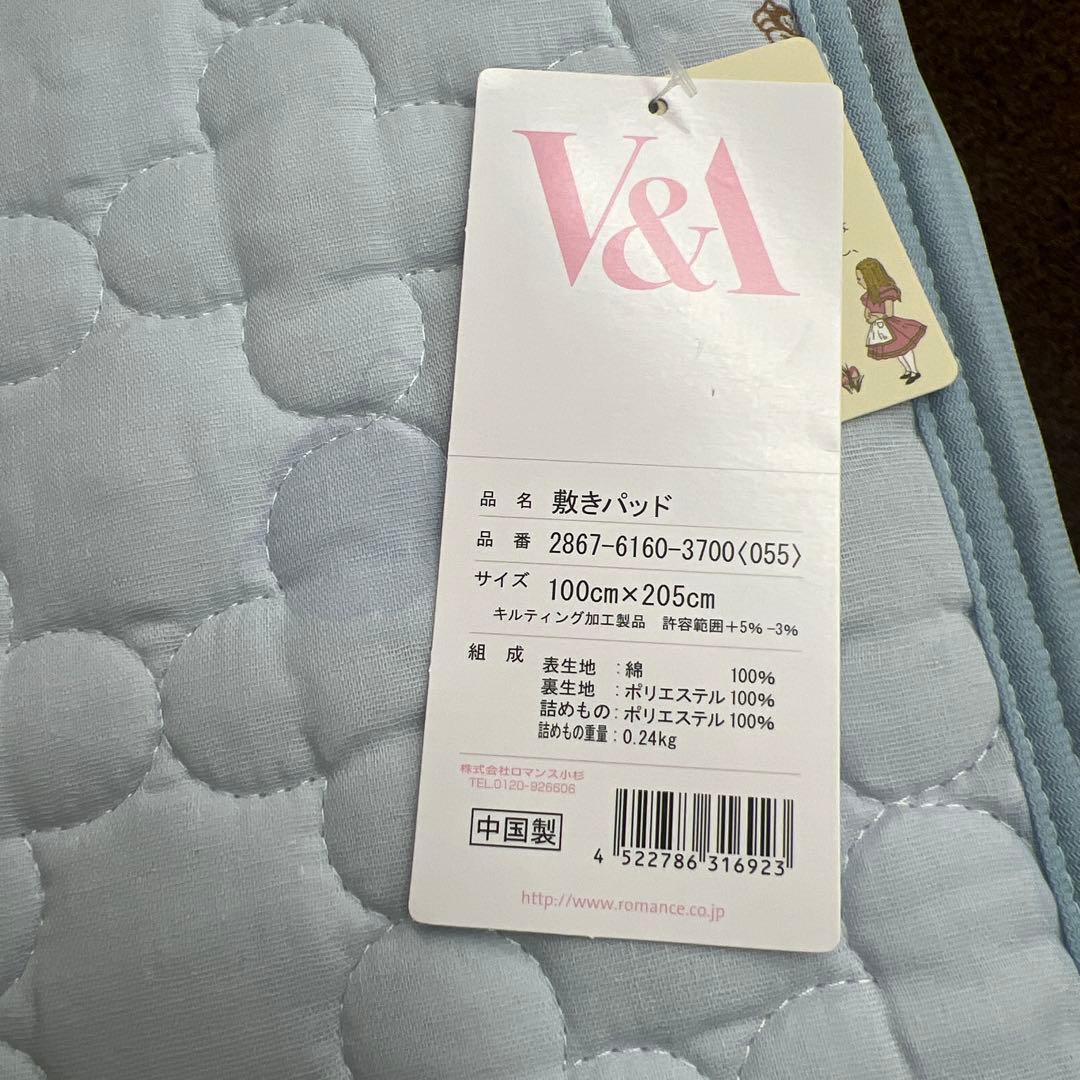 V&A
品名 敷きパッド
品番 2867-6160-3700〈055〉
サイズ 100cm×205cm
キルティング加工製品 許容範囲+5% -3%
組成 表生地 :綿 100%
裏生地 :ポリエステル 100%
詰めもの:ポリエステル 100%
詰めもの重量:0.24kg
株式会社ロマンス小杉
TEL.0120-926606
中国製
4 522786 316923
http://www.romance.co.jp